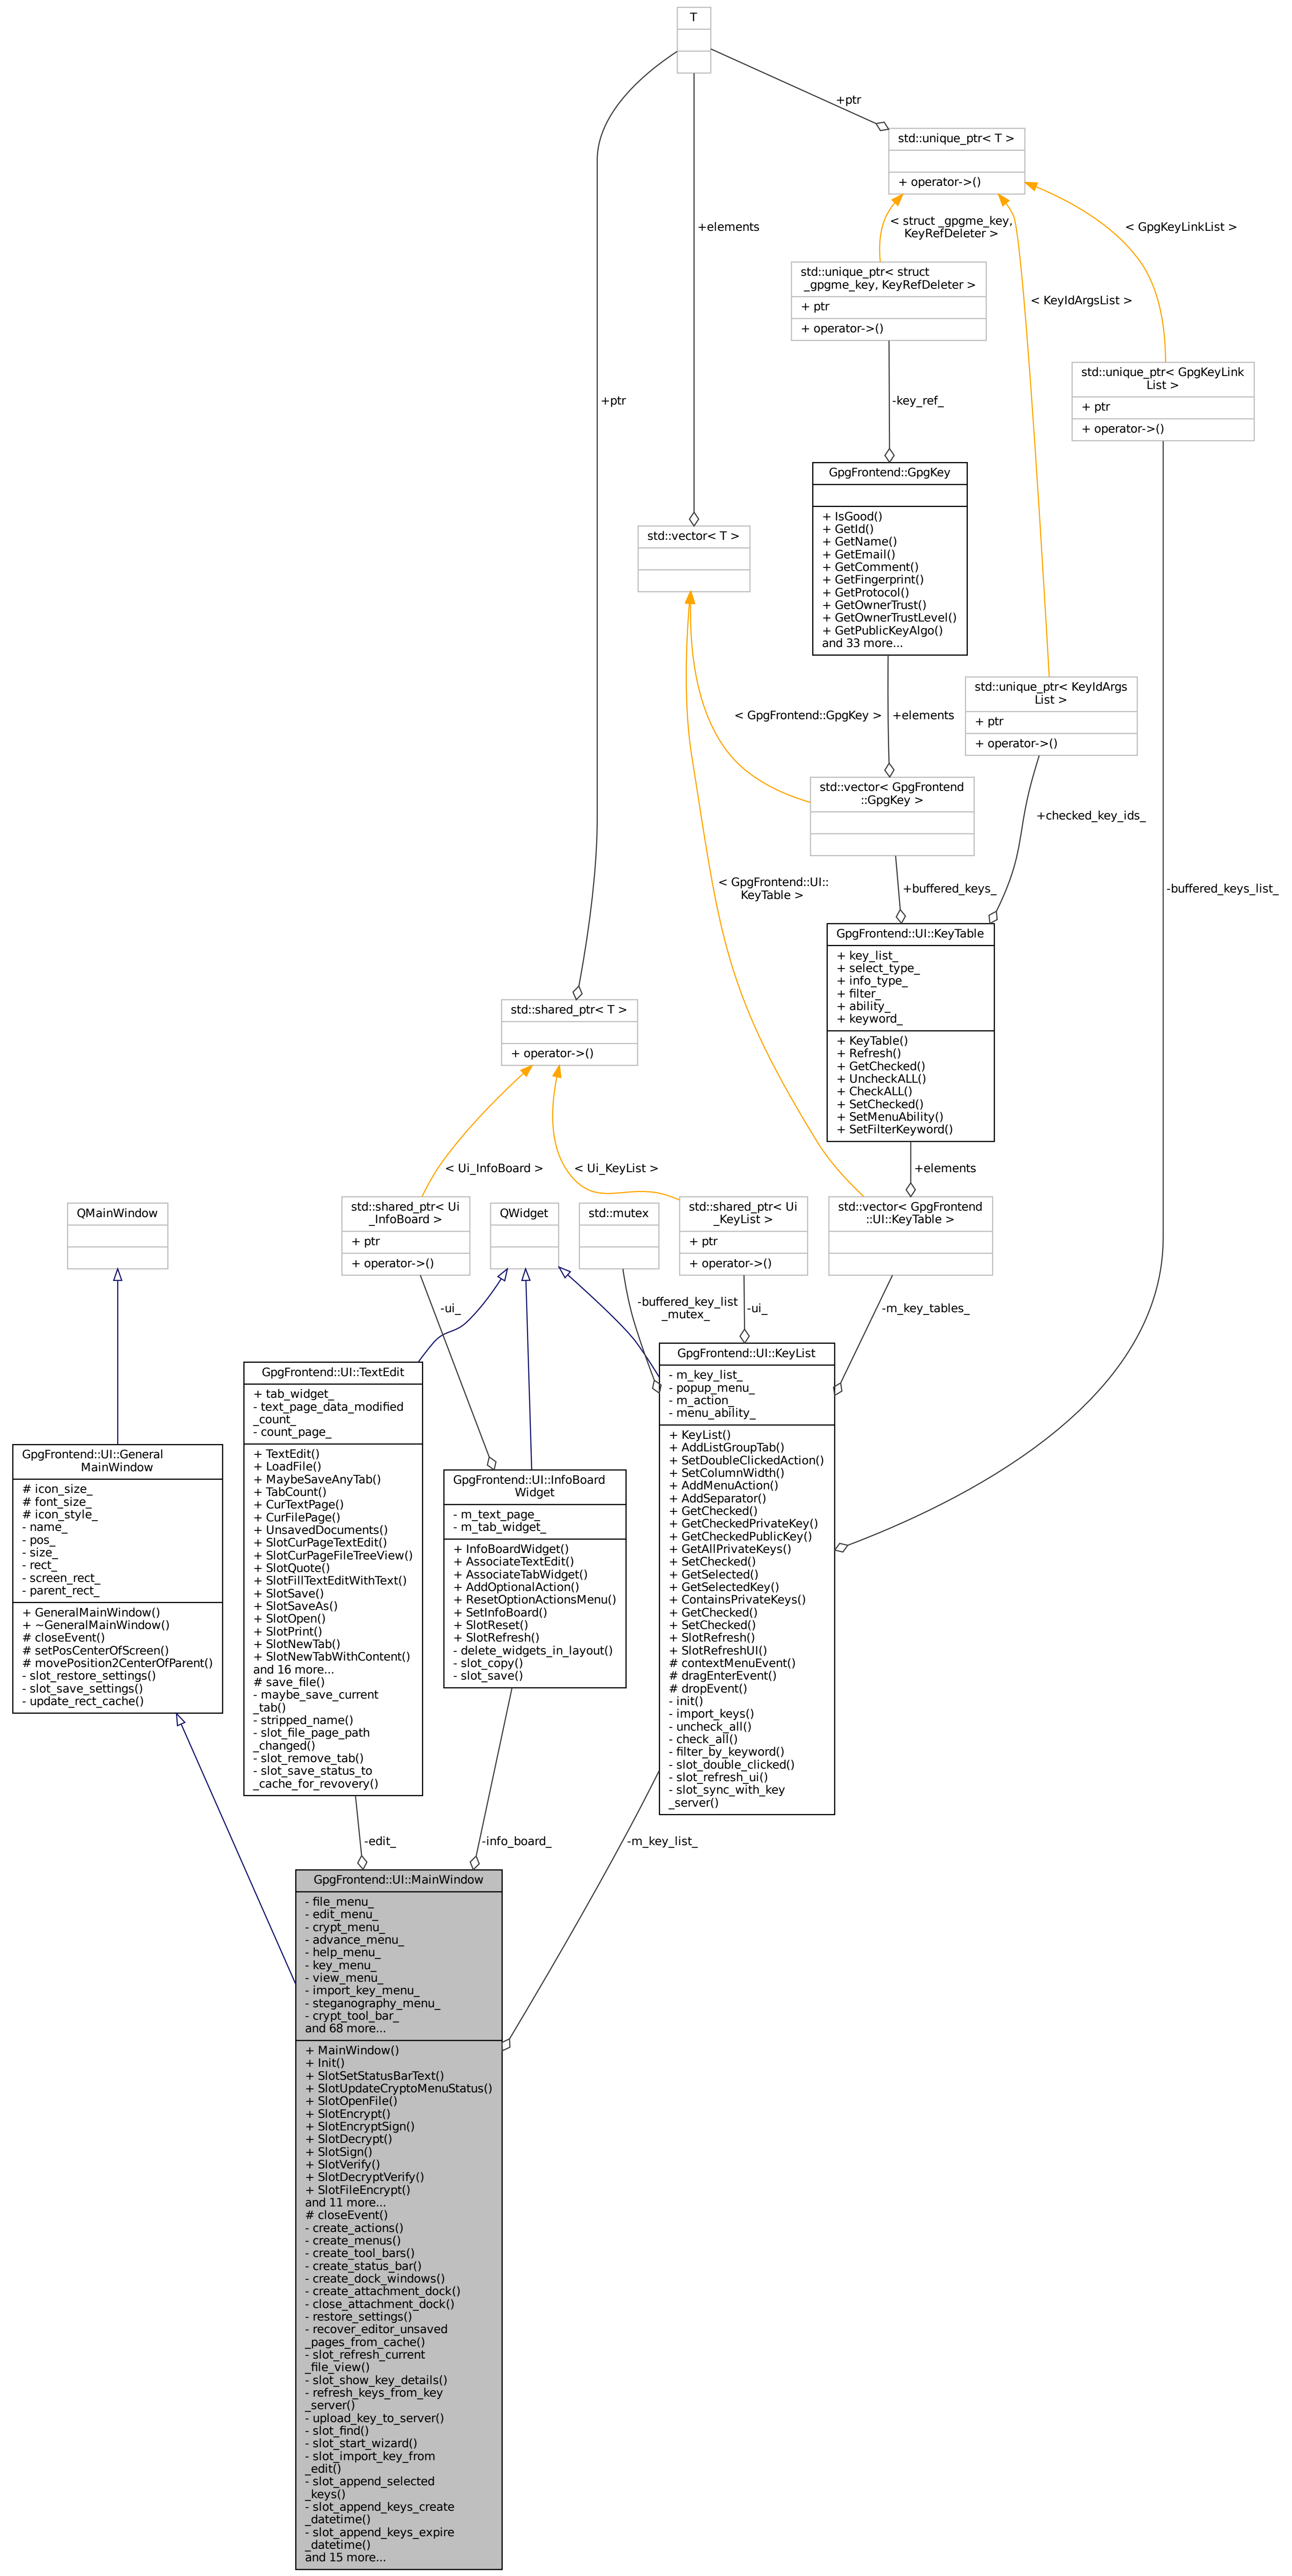 T
+ptr
std::unique_ptr< T >
+ operator->()
+elements
< struct _gpgme_key,
KeyRefDeleter >
< GpgKeyLinkList >
std::unique_ptr< struct
_gpgme_key, KeyRefDeleter >
+ ptr
+ operator->()
< KeyIdArgsList >
std::unique_ptr< GpgKeyLink
List >
+ ptr
+ operator->()
+ptr
-key_ref_
GpgFrontend::GpgKey
+ IsGood()
+ GetId()
+ GetName()
+ GetEmail()
+ GetComment()
+ GetFingerprint()
+ GetProtocol()
+ GetOwnerTrust()
+ GetOwnerTrustLevel()
+ GetPublicKeyAlgo()
and 33 more...
std::vector< T >
std::unique_ptr< KeyIdArgs
List >
+ ptr
+ operator->()
< GpgFrontend::GpgKey >
+elements
std::vector< GpgFrontend
::GpgKey >
+checked_key_ids_
< GpgFrontend::UI::
KeyTable >
+buffered_keys_
-buffered_keys_list_
GpgFrontend::UI::KeyTable
+ key_list_
+ select_type_
+ info_type_
+ filter_
+ ability_
+ keyword_
+ KeyTable()
+ Refresh()
+ GetChecked()
+ UncheckALL()
+ CheckALL()
+ SetChecked()
+ SetMenuAbility()
+ SetFilterKeyword()
std::shared_ptr< T >
+ operator->()
< Ui_InfoBoard >
< Ui_KeyList >
+elements
QMainWindow
std::shared_ptr< Ui
_InfoBoard >
+ ptr
+ operator->()
QWidget
std::mutex
std::shared_ptr< Ui
_KeyList >
+ ptr
+ operator->()
std::vector< GpgFrontend
::UI::KeyTable >
-ui_
-buffered_key_list
_mutex_
-ui_
-m_key_tables_
GpgFrontend::UI::KeyList
- m_key_list_
- popup_menu_
- m_action_
- menu_ability_
+ KeyList()
+ AddListGroupTab()
+ SetDoubleClickedAction()
+ SetColumnWidth()
+ AddMenuAction()
+ AddSeparator()
+ GetChecked()
+ GetCheckedPrivateKey()
+ GetCheckedPublicKey()
+ GetAllPrivateKeys()
+ SetChecked()
+ GetSelected()
+ GetSelectedKey()
+ ContainsPrivateKeys()
+ GetChecked()
+ SetChecked()
+ SlotRefresh()
+ SlotRefreshUI()
# contextMenuEvent()
# dragEnterEvent()
# dropEvent()
- init()
- import_keys()
- uncheck_all()
- check_all()
- filter_by_keyword()
- slot_double_clicked()
- slot_refresh_ui()
- slot_sync_with_key
_server()
GpgFrontend::UI::TextEdit
+ tab_widget_
- text_page_data_modified
_count_
- count_page_
+ TextEdit()
+ LoadFile()
+ MaybeSaveAnyTab()
+ TabCount()
+ CurTextPage()
+ CurFilePage()
+ UnsavedDocuments()
+ SlotCurPageTextEdit()
+ SlotCurPageFileTreeView()
+ SlotQuote()
+ SlotFillTextEditWithText()
+ SlotSave()
+ SlotSaveAs()
+ SlotOpen()
+ SlotPrint()
+ SlotNewTab()
+ SlotNewTabWithContent()
and 16 more...
# save_file()
- maybe_save_current
_tab()
- stripped_name()
- slot_file_page_path
_changed()
- slot_remove_tab()
- slot_save_status_to
_cache_for_revovery()
GpgFrontend::UI::General
MainWindow
# icon_size_
# font_size_
# icon_style_
- name_
- pos_
- size_
- rect_
- screen_rect_
- parent_rect_
+ GeneralMainWindow()
+ ~GeneralMainWindow()
# closeEvent()
# setPosCenterOfScreen()
# movePosition2CenterOfParent()
- slot_restore_settings()
- slot_save_settings()
- update_rect_cache()
GpgFrontend::UI::InfoBoard
Widget
- m_text_page_
- m_tab_widget_
+ InfoBoardWidget()
+ AssociateTextEdit()
+ AssociateTabWidget()
+ AddOptionalAction()
+ ResetOptionActionsMenu()
+ SetInfoBoard()
+ SlotReset()
+ SlotRefresh()
- delete_widgets_in_layout()
- slot_copy()
- slot_save()
-edit_
-info_board_
-m_key_list_
GpgFrontend::UI::MainWindow
- file_menu_
- edit_menu_
- crypt_menu_
- advance_menu_
- help_menu_
- key_menu_
- view_menu_
- import_key_menu_
- steganography_menu_
- crypt_tool_bar_
and 68 more...
+ MainWindow()
+ Init()
+ SlotSetStatusBarText()
+ SlotUpdateCryptoMenuStatus()
+ SlotOpenFile()
+ SlotEncrypt()
+ SlotEncryptSign()
+ SlotDecrypt()
+ SlotSign()
+ SlotVerify()
+ SlotDecryptVerify()
+ SlotFileEncrypt()
and 11 more...
# closeEvent()
- create_actions()
- create_menus()
- create_tool_bars()
- create_status_bar()
- create_dock_windows()
- create_attachment_dock()
- close_attachment_dock()
- restore_settings()
- recover_editor_unsaved
_pages_from_cache()
- slot_refresh_current
_file_view()
- slot_show_key_details()
- refresh_keys_from_key
_server()
- upload_key_to_server()
- slot_find()
- slot_start_wizard()
- slot_import_key_from
_edit()
- slot_append_selected
_keys()
- slot_append_keys_create
_datetime()
- slot_append_keys_expire
_datetime()
and 15 more...